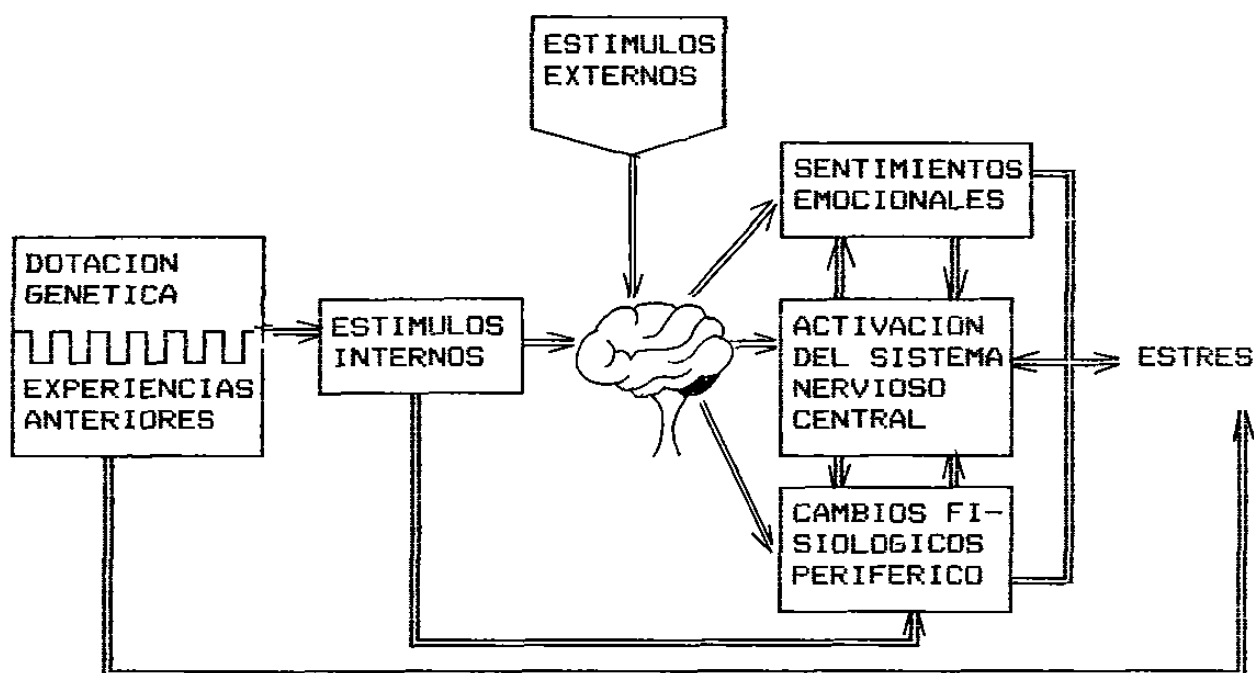 ESTIMULOS
EXTERNOS
SENTIMIENTOS
EMOCIONALES
DOTACION
GENETICA
EXPERIENCIAS
ANTERIORES
ESTIMULOS
INTERNOS
ACTIVACION
DEL SISTEMA
NERVIOSO
CENTRAL
ESTRES
CAMBIOS FI-
SIOLOGICOS
PERIFERICO